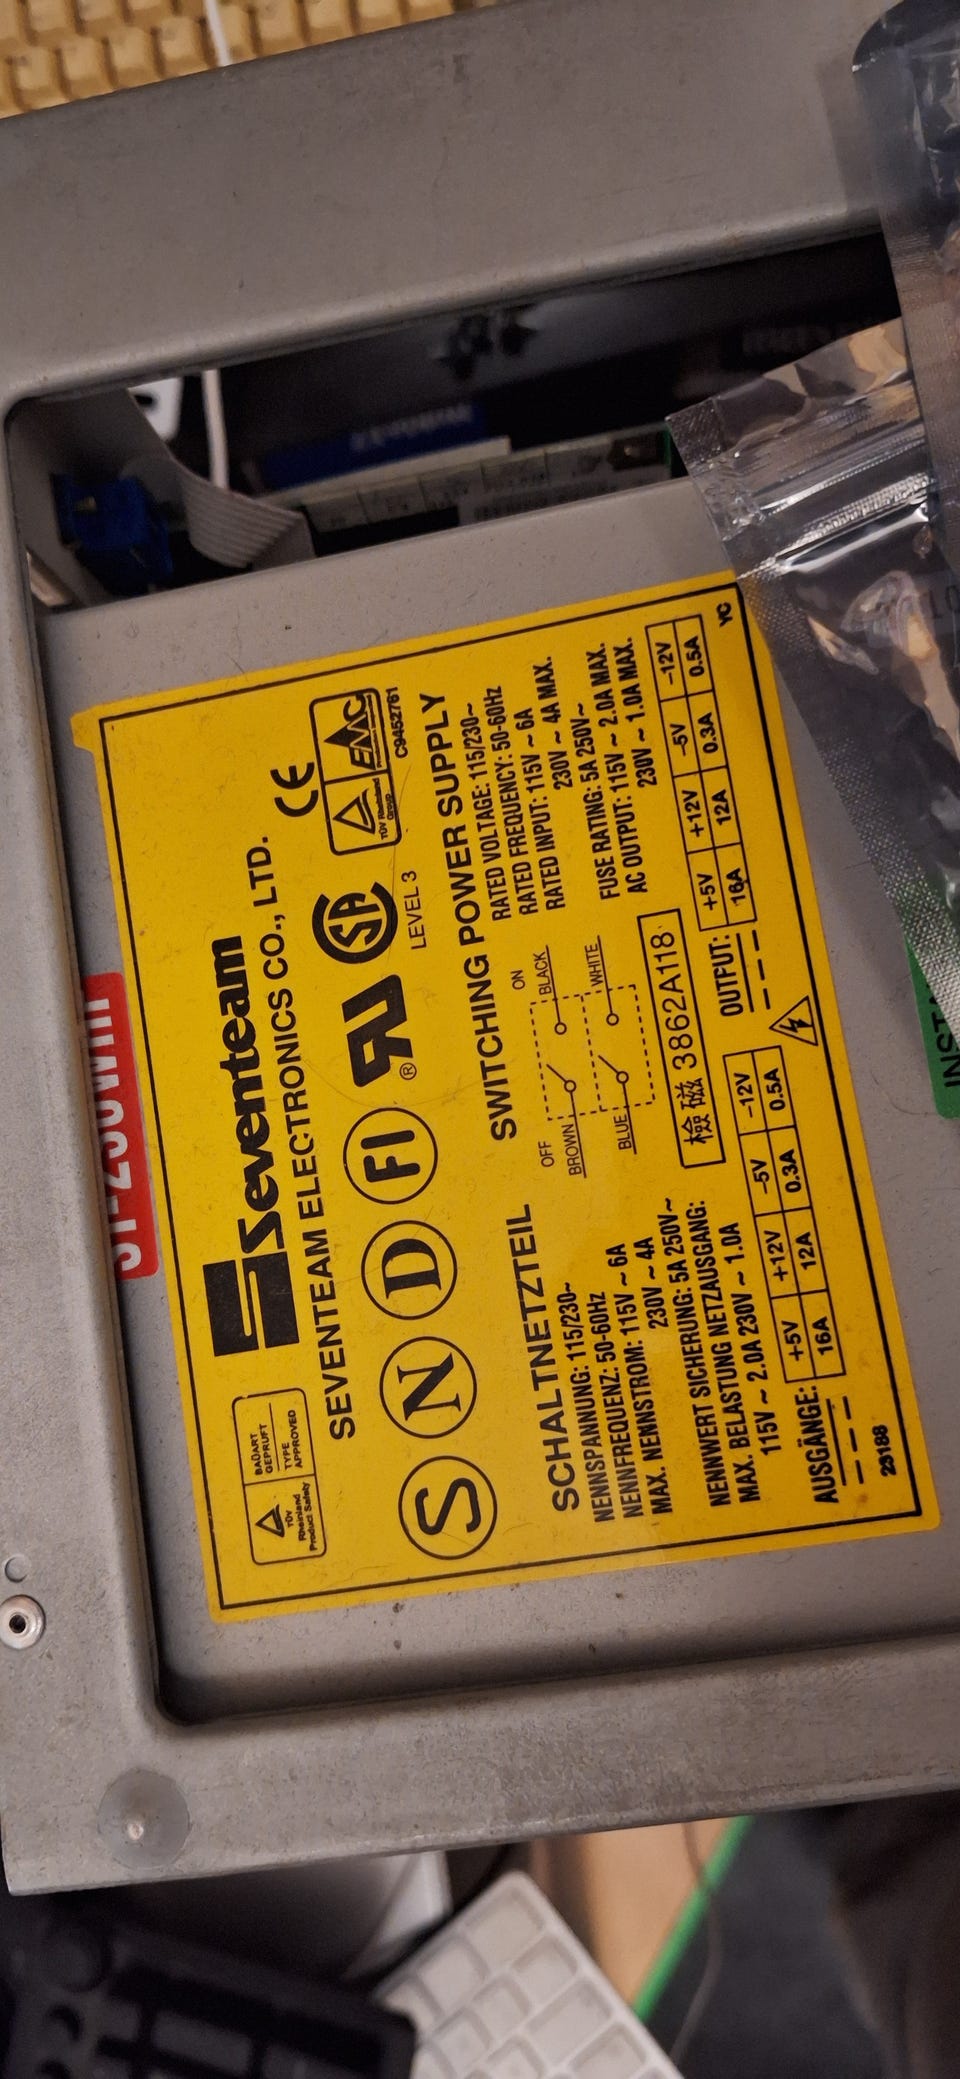 Seventeam
SEVENTEAM ELECTRONICS CO., LTD.
TÜV
Rheinland
Product Safety
BAUART
GEPRÜFT
TYPE
APPROVED
S N D FI
®
SA
LEVEL 3
CE
TÜV Rheinland
Group
EMC
C9452761
SCHALTNETZTEIL
NENNSPANNUNG: 115/230~
NENNFREQUENZ: 50-60Hz
MAX. NENNSTROM: 115V ~ 6A
230V ~ 4A
NENNWERT SICHERUNG: 5A 250V~
MAX. BELASTUNG NETZAUSGANG:
115V ~ 2.0A 230V ~ 1.0A
AUSGÄNGE:
+5V +12V -5V -12V
16A 12A 0.3A 0.5A
23188
SWITCHING POWER SUPPLY
OFF
ON
BROWN
BLACK
BLUE
WHITE
檢磁 3862A118
RATED VOLTAGE: 115/230~
RATED FREQUENCY: 50-60Hz
RATED INPUT: 115V ~ 6A
230V ~ 4A MAX.
FUSE RATING: 5A 250V~
AC OUTPUT: 115V ~ 2.0A MAX.
230V ~ 1.0A MAX.
OUTPUT:
+5V +12V -5V -12V
16A 12A 0.3A 0.5A
YC